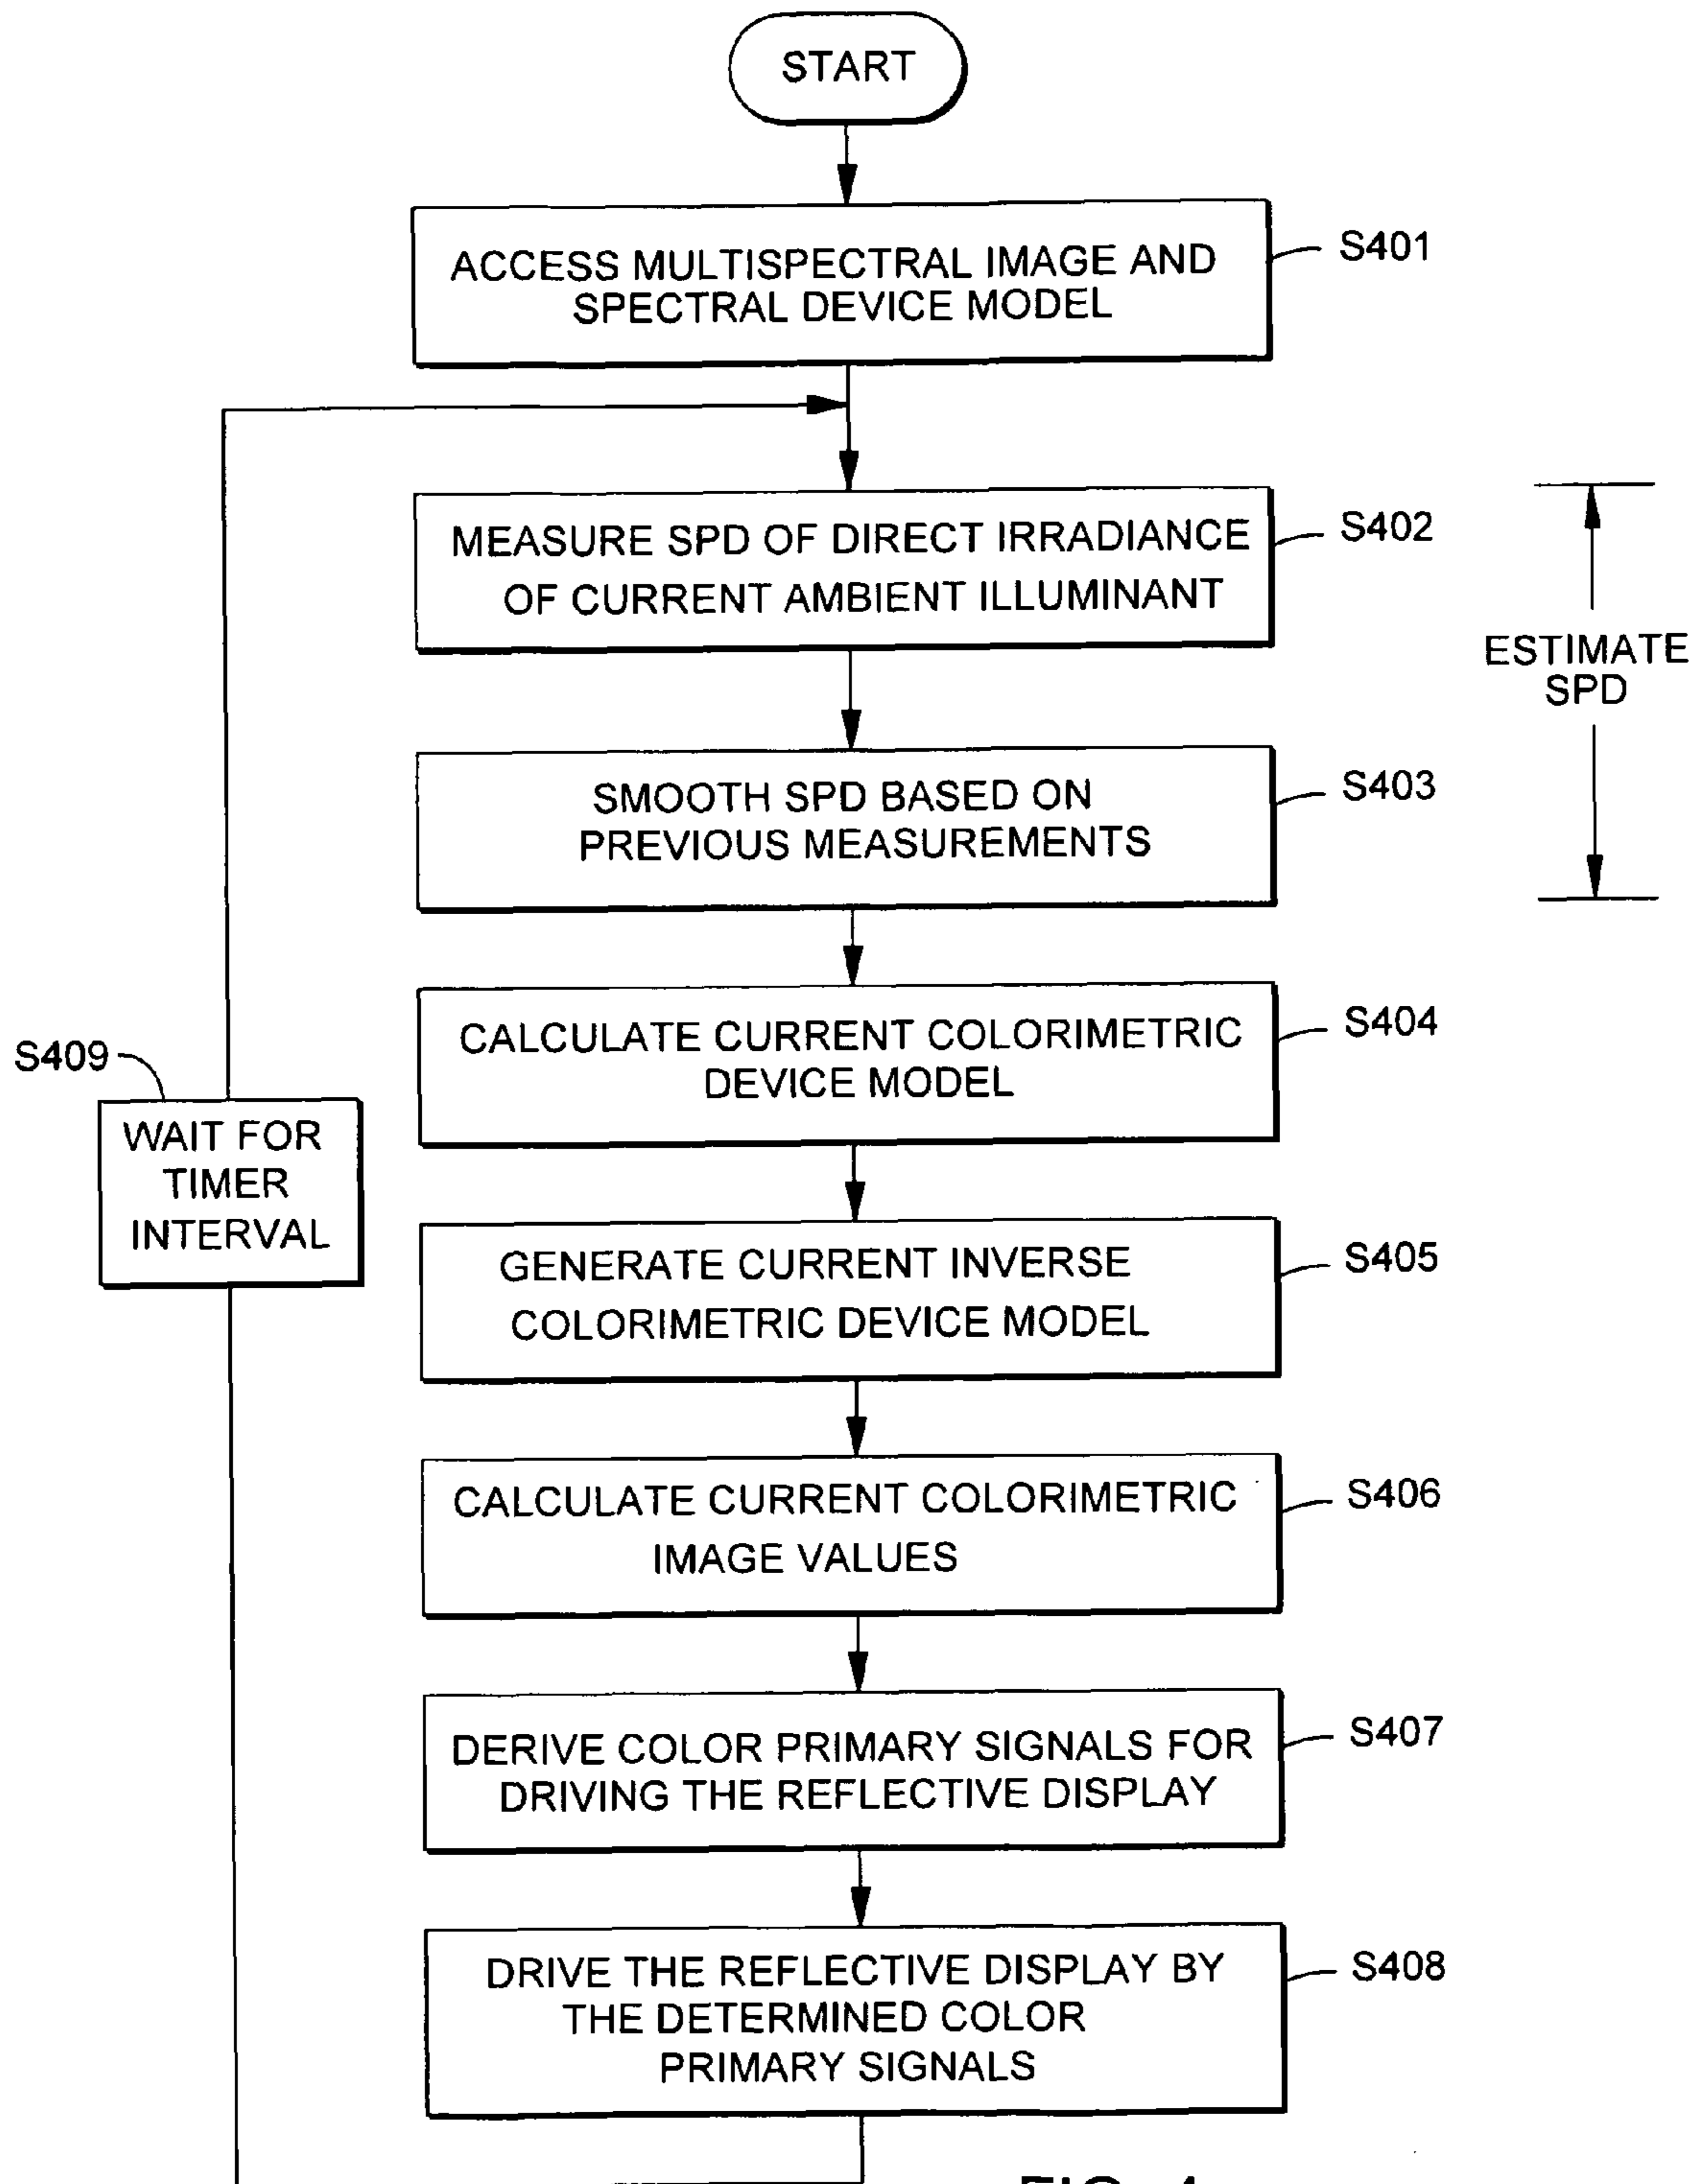 START
ACCESS MULTISPECTRAL IMAGE AND
SPECTRAL DEVICE MODEL
S401
MEASURE SPD OF DIRECT IRRADIANCE
OF CURRENT AMBIENT ILLUMINANT
S402
ESTIMATE
SPD
SMOOTH SPD BASED ON
PREVIOUS MEASUREMENTS
S403
CALCULATE CURRENT COLORIMETRIC
DEVICE MODEL
S404
S409
WAIT FOR
TIMER
INTERVAL
GENERATE CURRENT INVERSE
COLORIMETRIC DEVICE MODEL
S405
CALCULATE CURRENT COLORIMETRIC
IMAGE VALUES
S406
DERIVE COLOR PRIMARY SIGNALS FOR
DRIVING THE REFLECTIVE DISPLAY
S407
DRIVE THE REFLECTIVE DISPLAY BY
THE DETERMINED COLOR
PRIMARY SIGNALS
S408